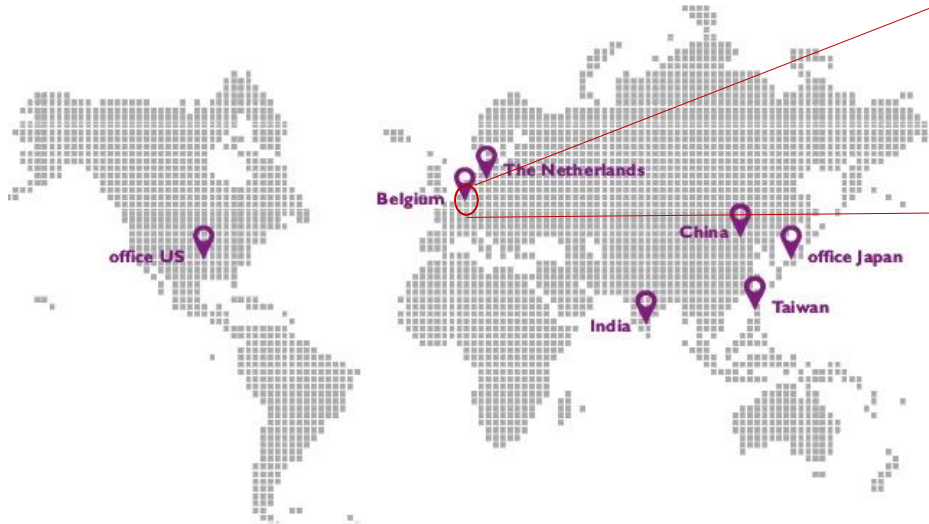 The Netherlands
Belgium
China
office US
office Japan
Taiwan
India